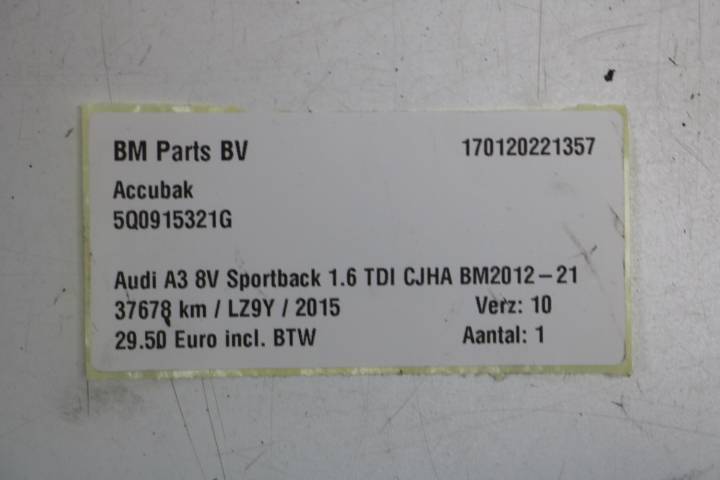 BM Parts BV 170120221357
Accubak
5Q0915321G
Audi A3 8V Sportback 1.6 TDI CJHA BM2012-21
37678 km / LZ9Y / 2015 Verz: 10
29.50 Euro incl. BTW Aantal: 1